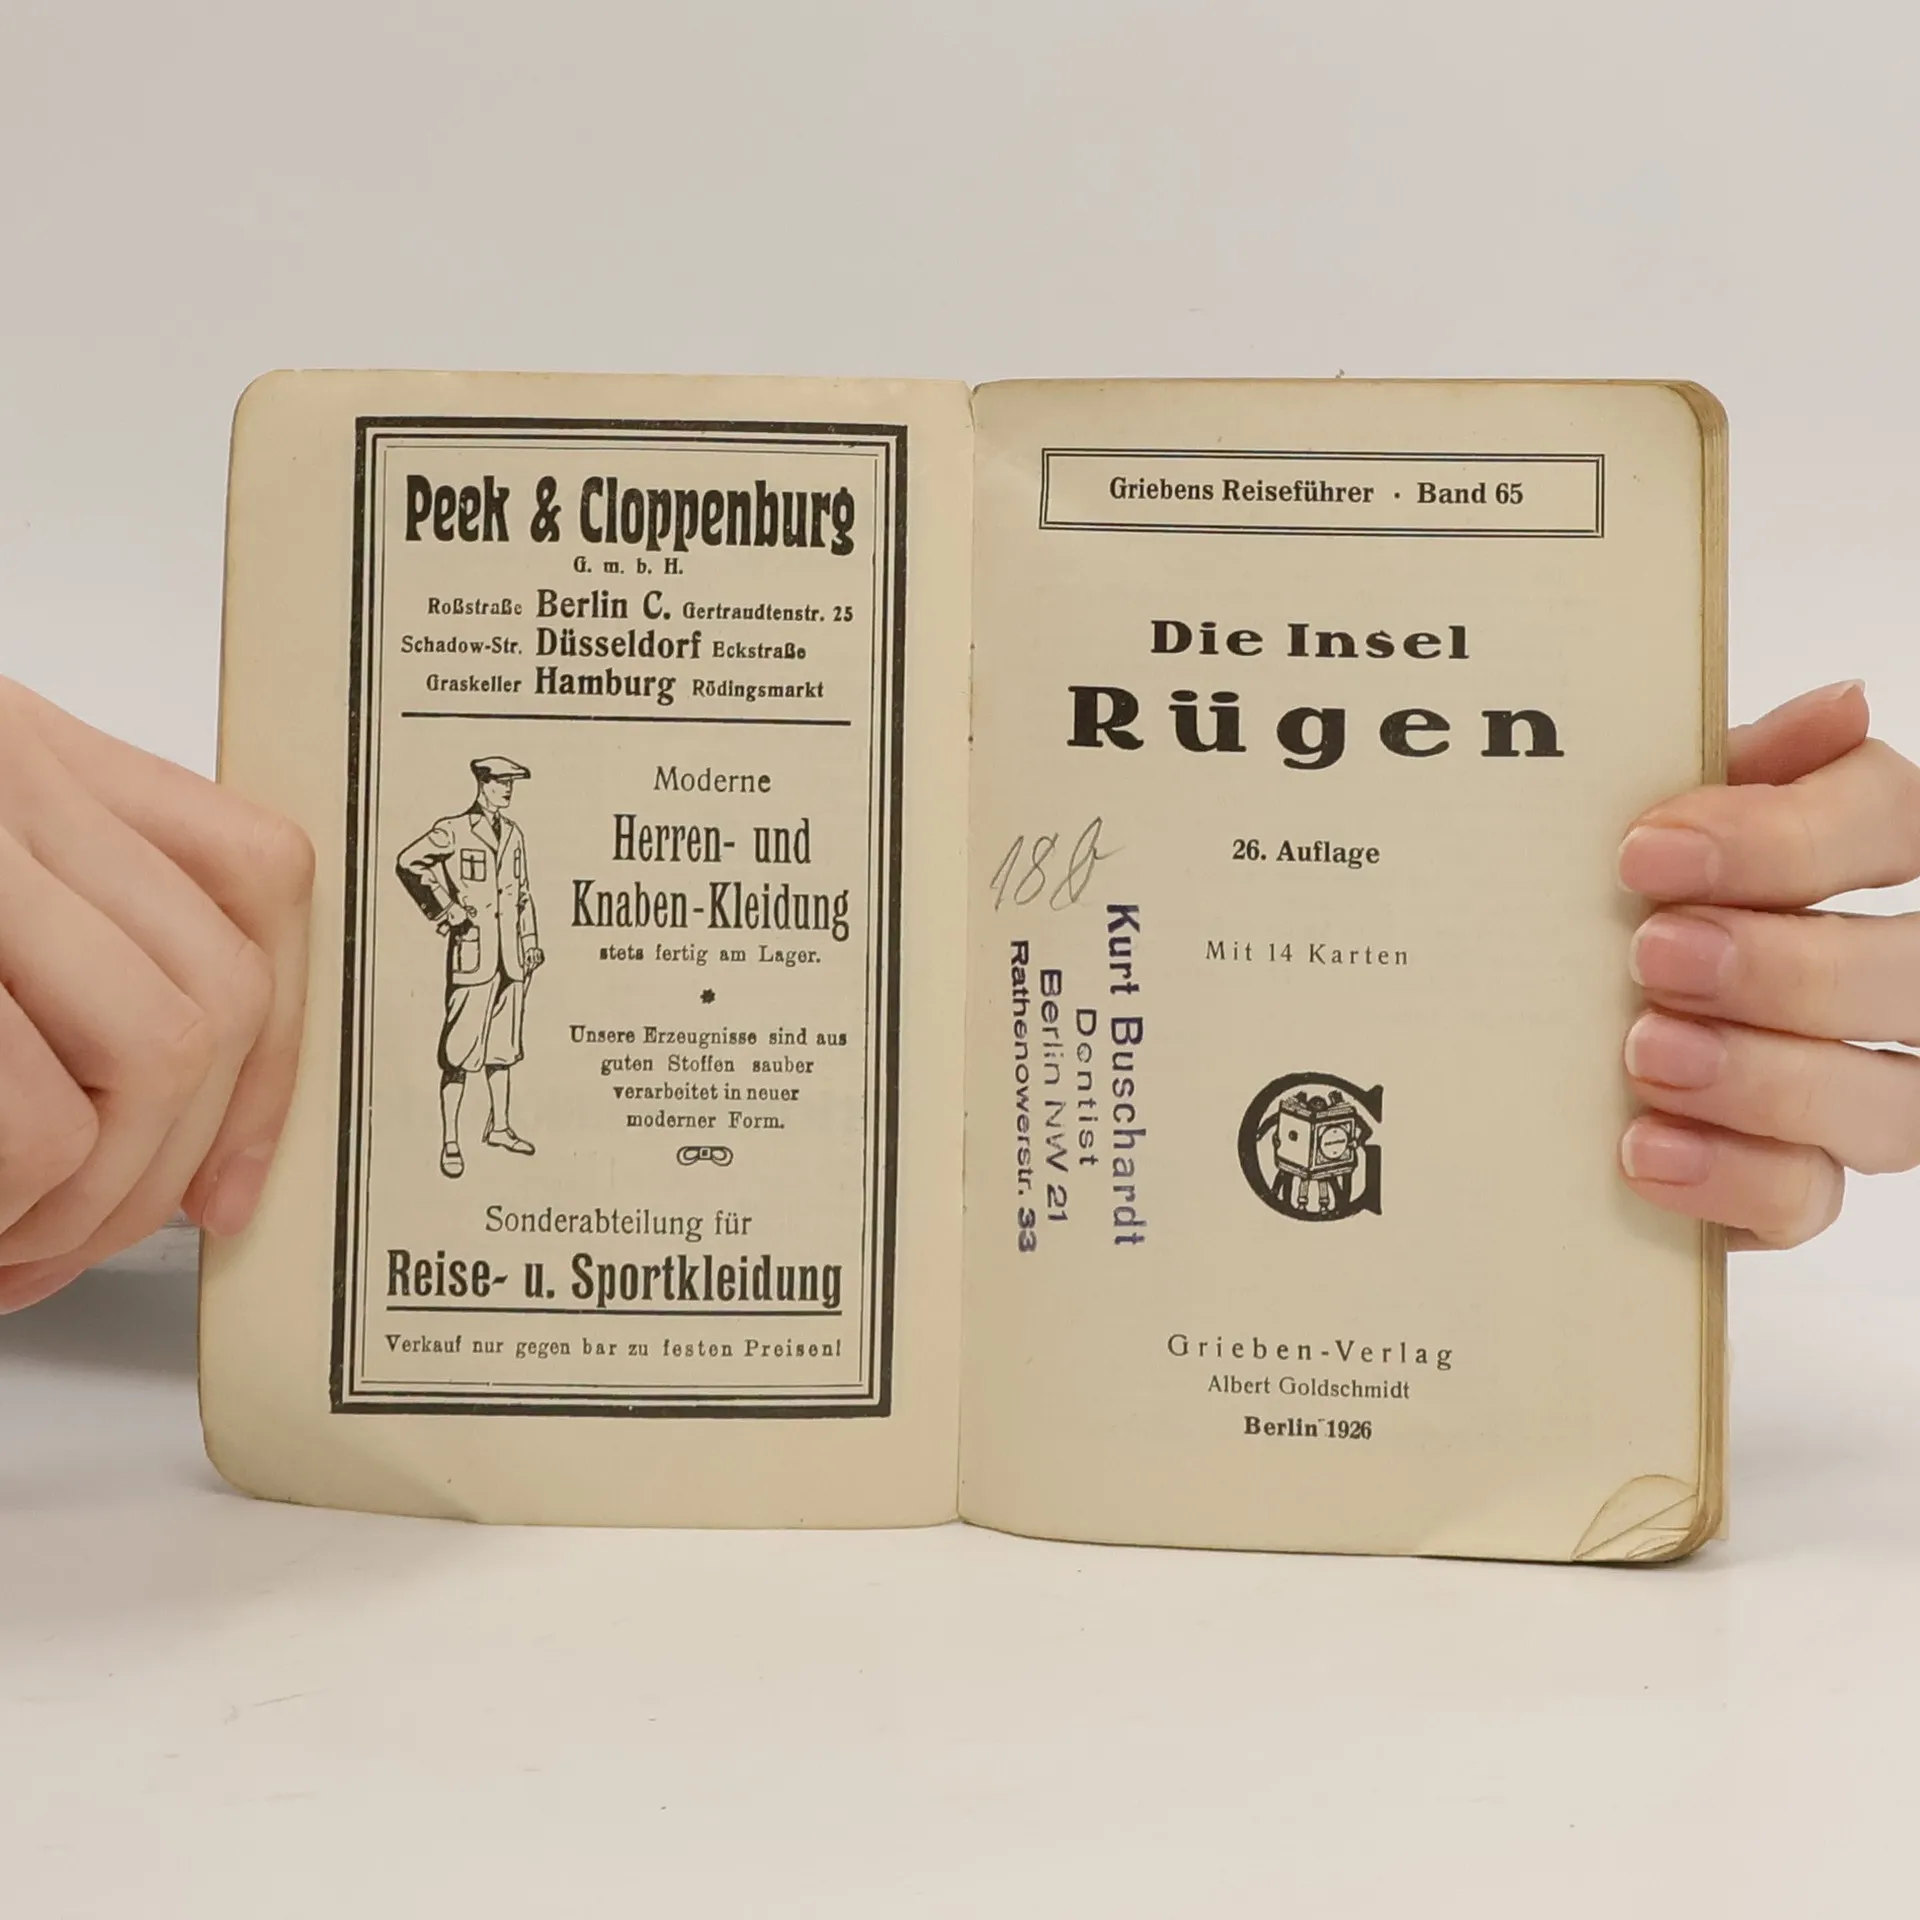 Peek & Cloppenburg
G. m. b. H.
Roßstraße Berlin C. Gertraudtenstr. 25
Schadow-Str. Düsseldorf Eckstraße
Graskeller Hamburg Rödingsmarkt
Moderne
Herren- und
Knaben-Kleidung
stets fertig am Lager.
Unsere Erzeugnisse sind aus
guten Stoffen sauber
verarbeitet in neuer
moderner Form.
Sonderabteilung für
Reise- u. Sportkleidung
Verkauf nur gegen bar zu festen Preisen!
Griebens Reiseführer · Band 65
Die Insel
Rügen
26. Auflage
Mit 14 Karten
Kurt Buschardt
Dentist
Berlin NW 21
Rathenowerstr. 33
G
Grieben-Verlag
Albert Goldschmidt
Berlin 1926